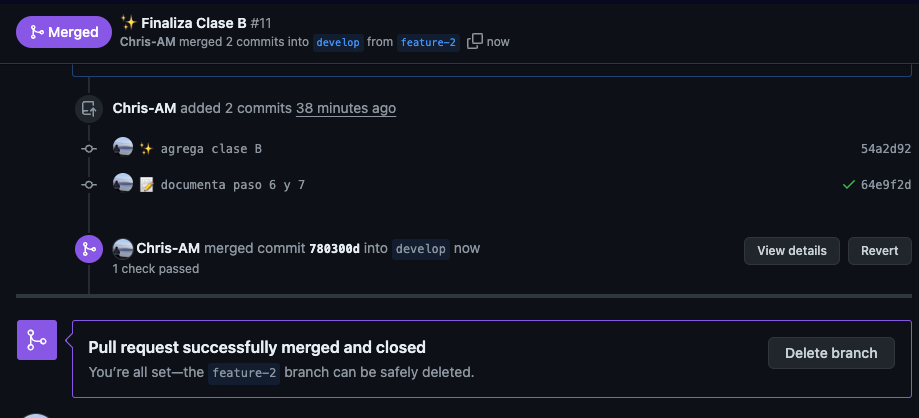 Merged
✨ Finaliza Clase B #11
Chris-AM merged 2 commits into develop from feature-2 now
Chris-AM added 2 commits 38 minutes ago
✨ agrega clase B 54a2d92
📝 documenta paso 6 y 7 64e9f2d
Chris-AM merged commit 780300d into develop now View details Revert
1 check passed
Pull request successfully merged and closed
You're all set—the feature-2 branch can be safely deleted.
Delete branch